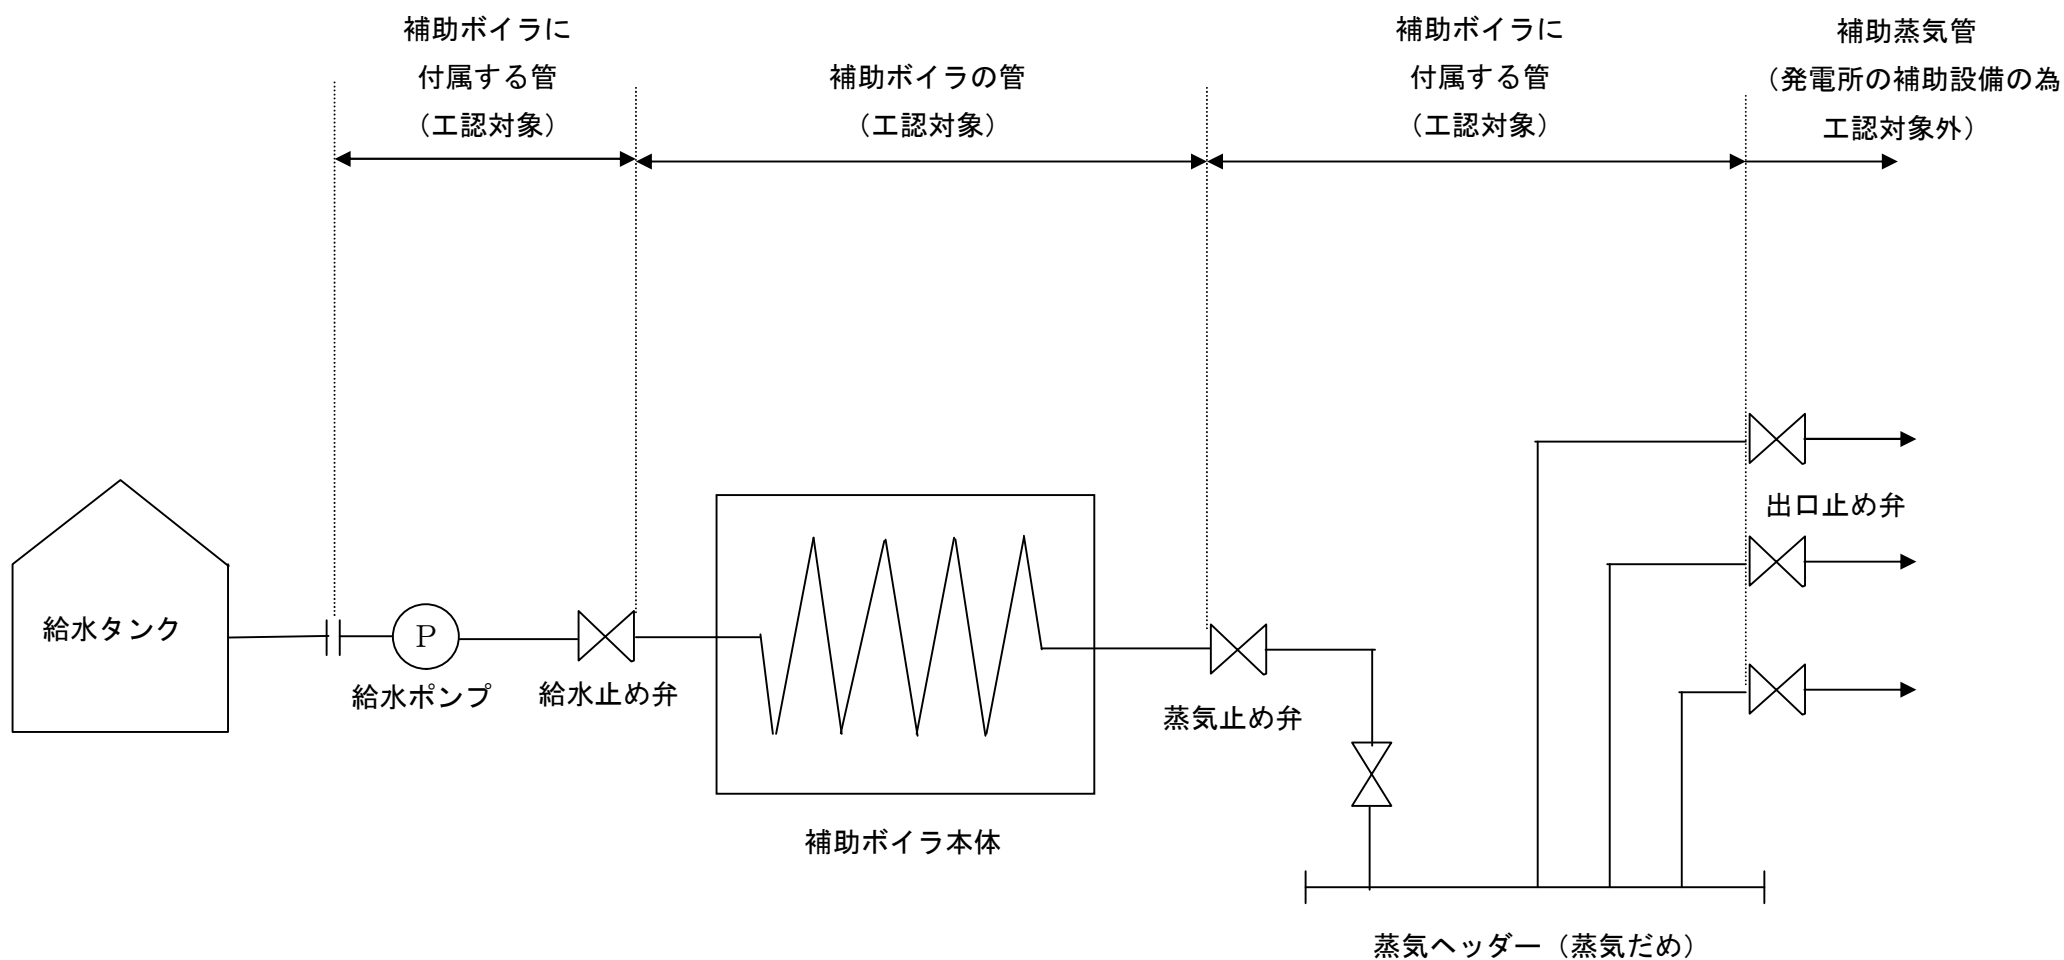 補助ボイラに
付属する管
（工認対象）
補助ボイラの管
（工認対象）
補助ボイラに
付属する管
（工認対象）
補助蒸気管
（発電所の補助設備の為
工認対象外）
出口止め弁
給水タンク
P
給水ポンプ
給水止め弁
蒸気止め弁
補助ボイラ本体
蒸気ヘッダー（蒸気だめ）